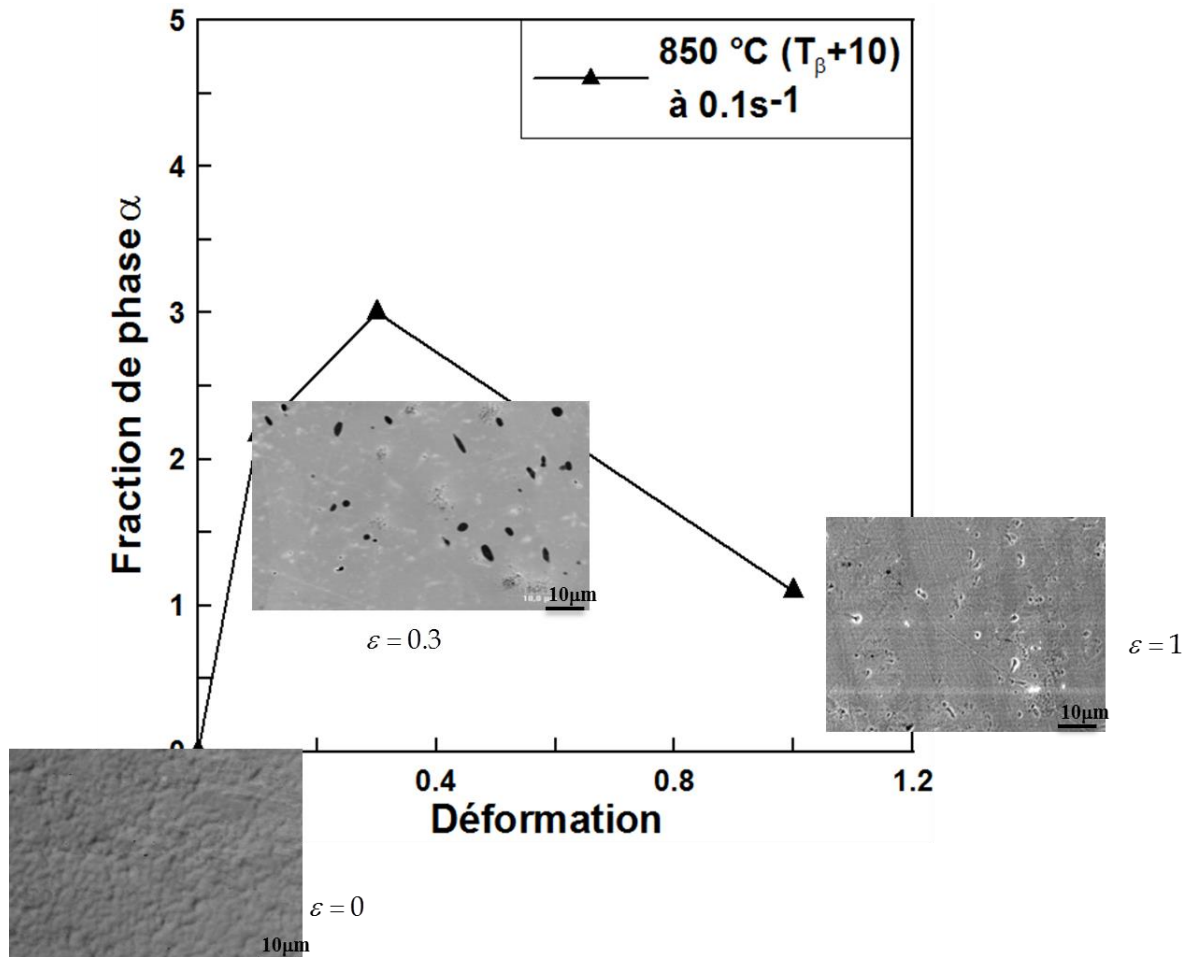 5
850 °C (Tβ+10)
à 0.1s-1
4
Fraction de phase α
3
2
10μm
ε = 0.3
1
ε = 1
10μm
0.4
0.8
1.2
Déformation
ε = 0
10μm